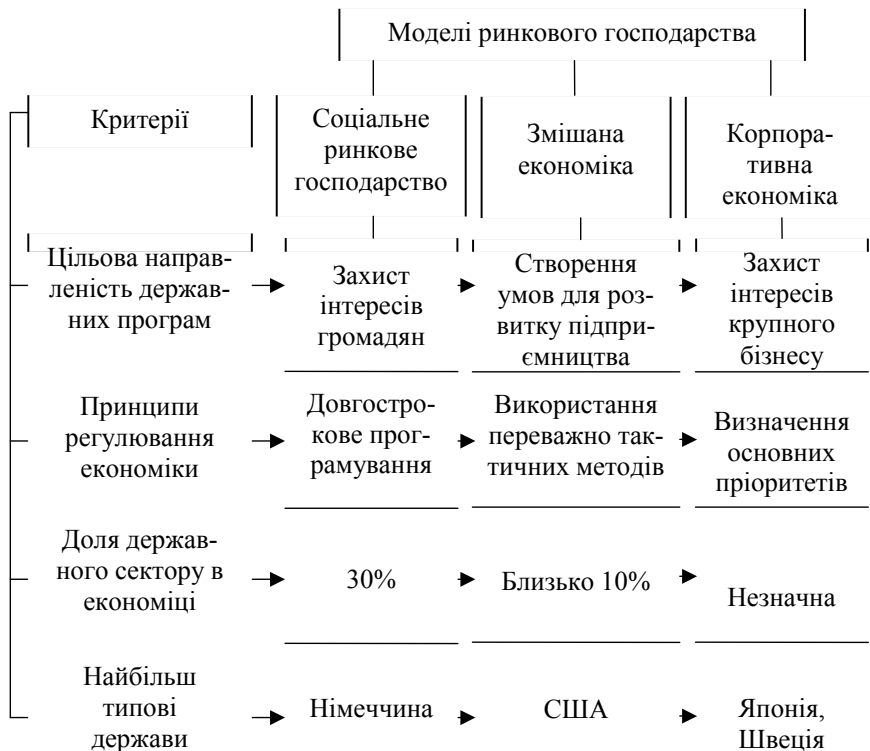 Моделі ринкового господарства
Критерії
Соціальне
ринкове
господарство
Змішана
економіка
Корпора-
тивна
економіка
Цільова направ-
леність держав-
них програм
Захист
інтересів
громадян
Створення
умов для роз-
витку підпри-
ємництва
Захист
інтересів
крупного
бізнесу
Принципи
регулювання
економіки
Довгостро-
кове прог-
рамування
Використання
переважно так-
тичних методів
Визначення
основних
пріоритетів
Доля держав-
ного сектору в
економіці
30%
Близько 10%
Незначна
Найбільш
типові
держави
Німеччина
США
Японія,
Швеція